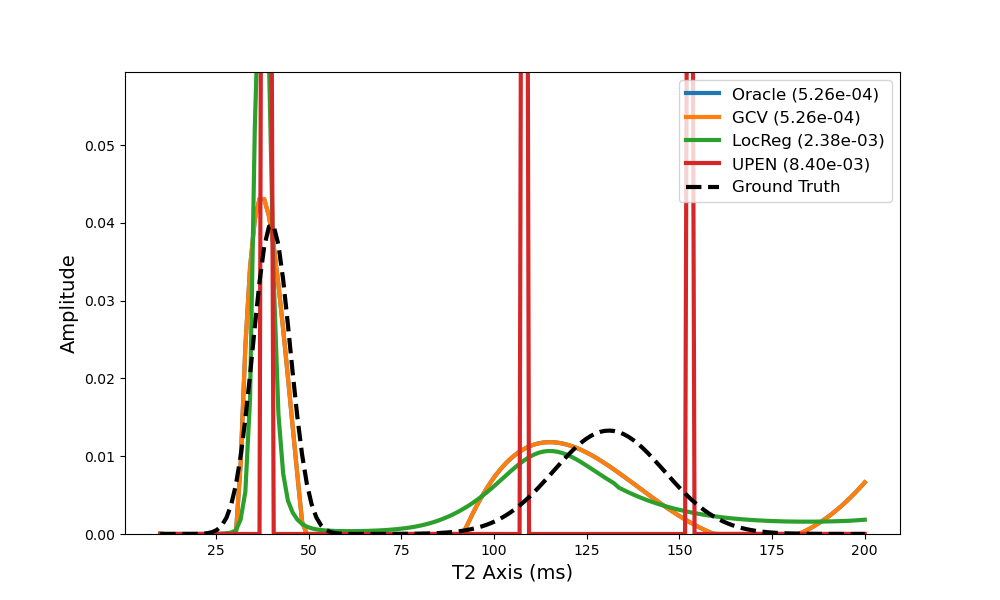 Oracle (5.26e-04)
GCV (5.26e-04)
LocReg (2.38e-03)
UPEN (8.40e-03)
Ground Truth
Amplitude
0.05
0.04
0.03
0.02
0.01
0.00
25 50 75 100 125 150 175 200
T2 Axis (ms)